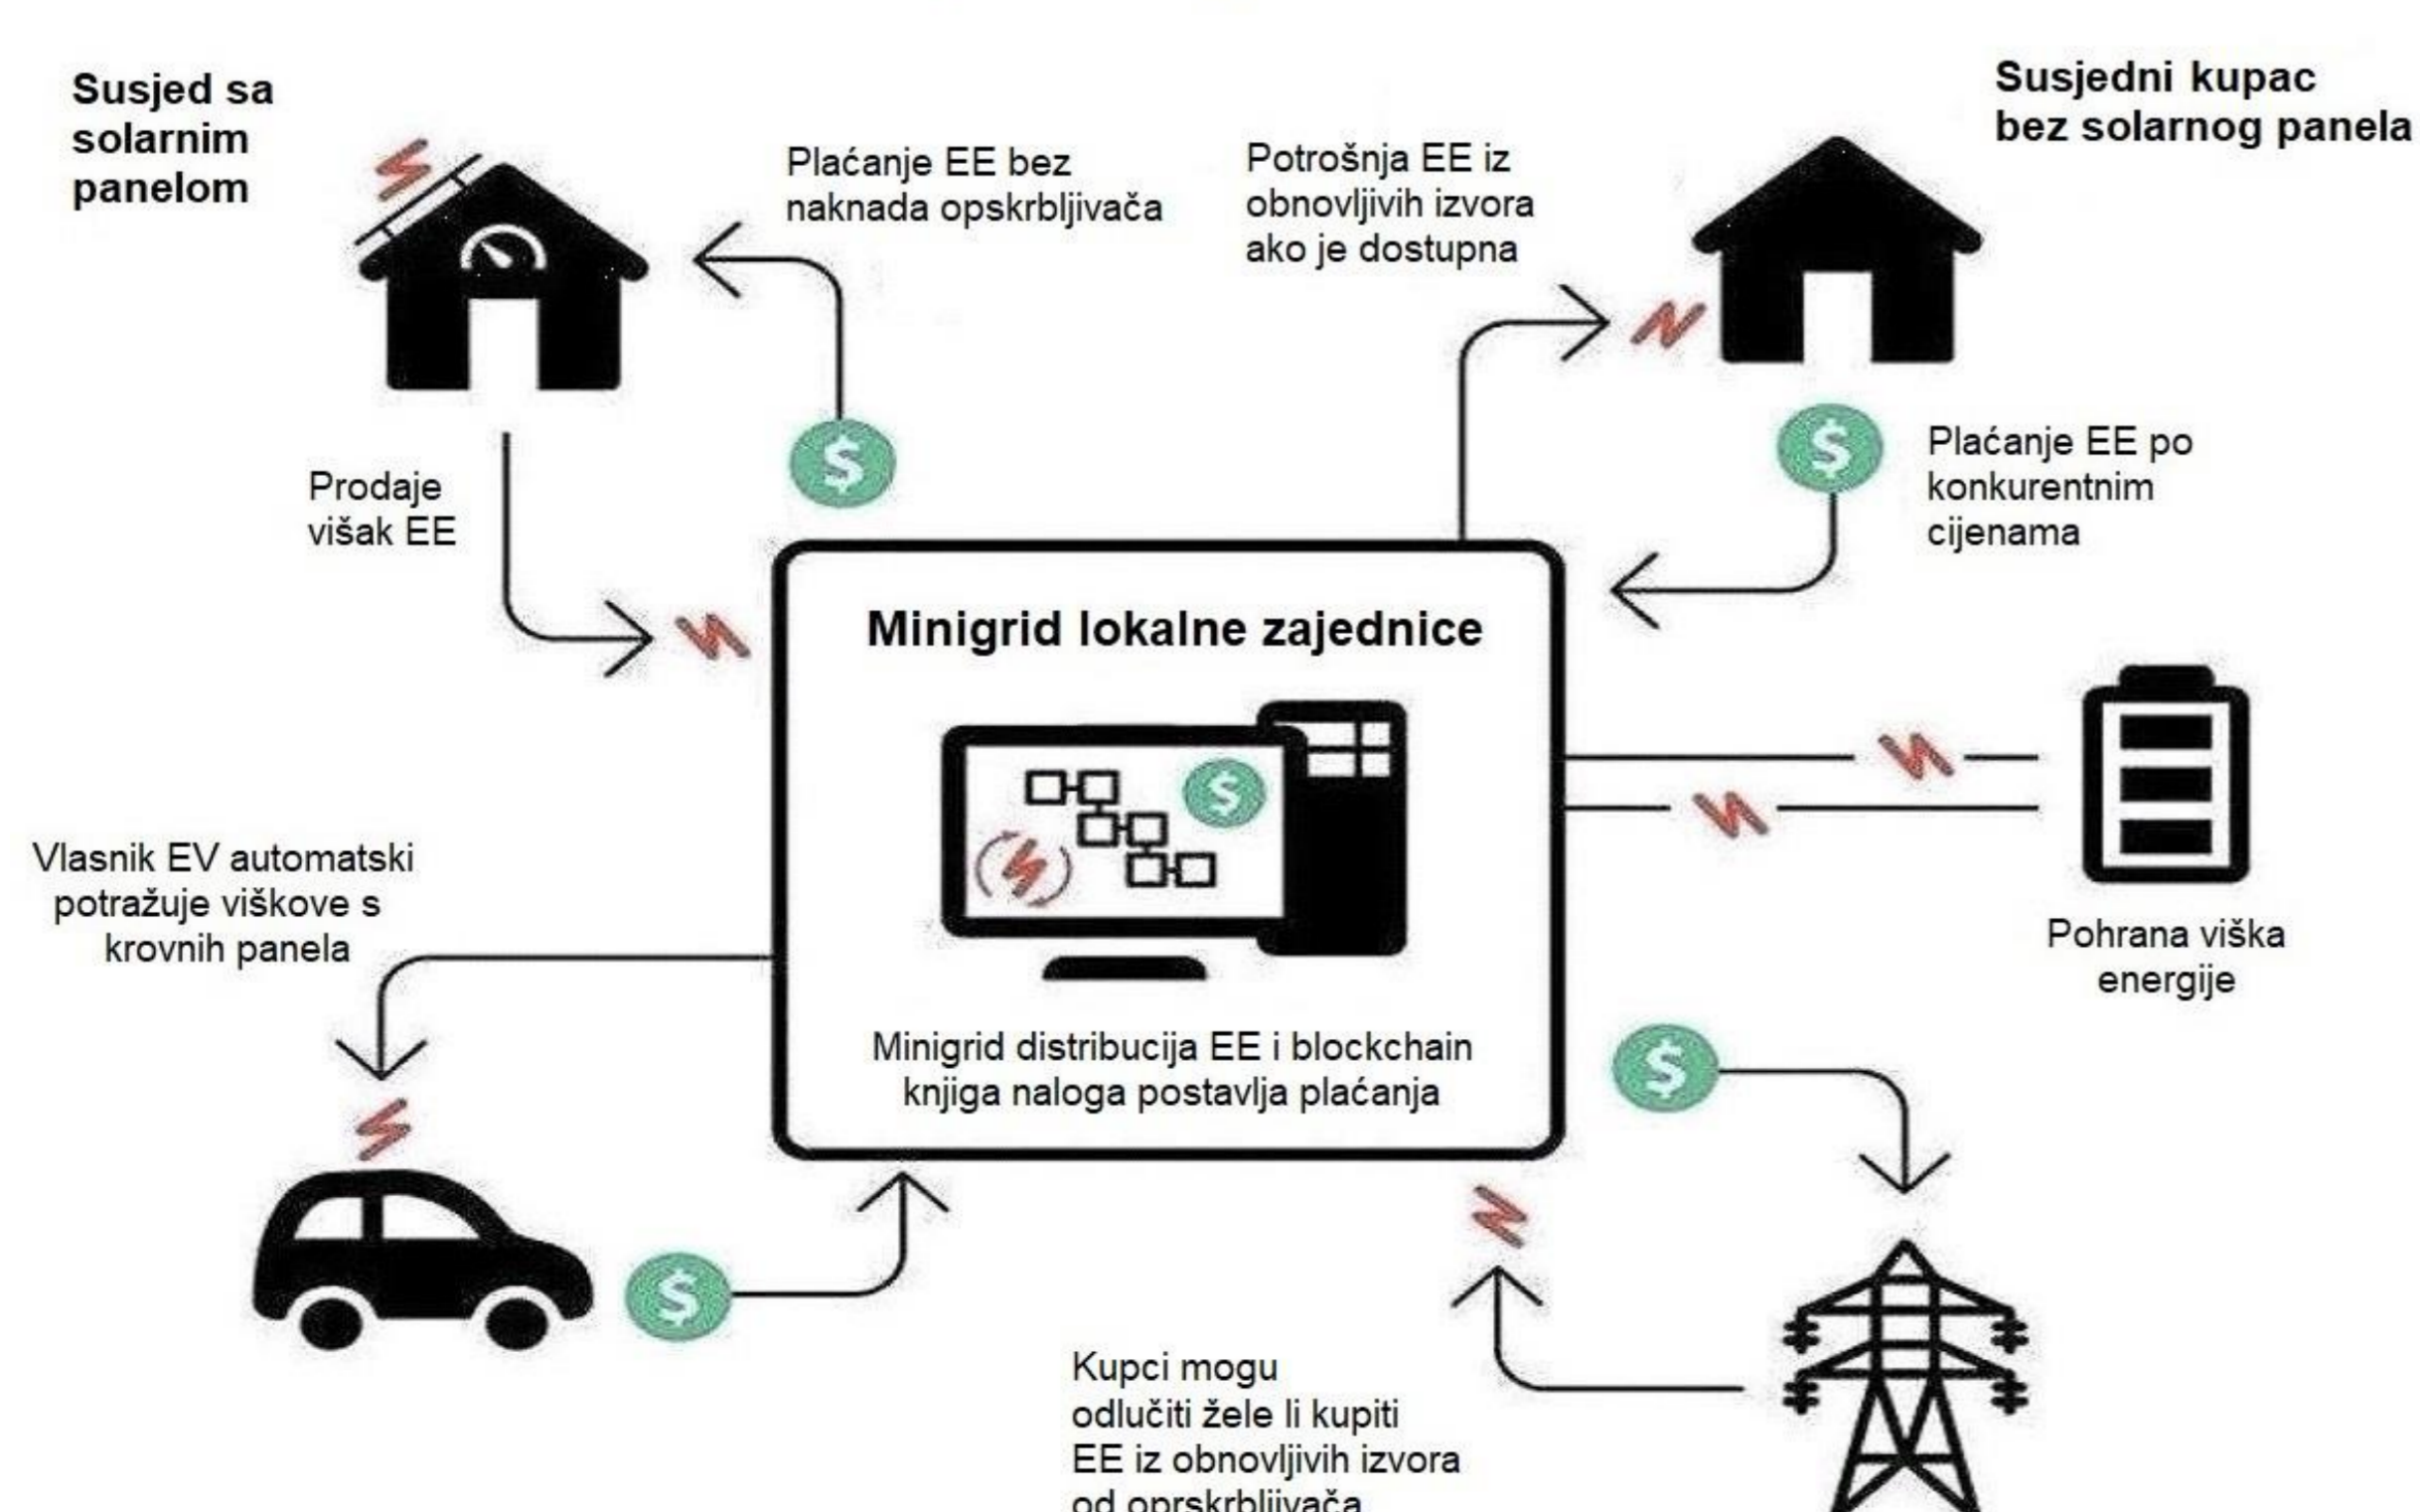 Susjed sa
solarnim
panelom
Plaćanje EE bez
naknada opskrbljivača
Potrošnja EE iz
obnovljivih izvora
ako je dostupna
Susjedni kupac
bez solarnog panela
Prodaje
višak EE
Plaćanje EE po
konkurentnim
cijenama
Minigrid lokalne zajednice
Vlasnik EV automatski
potražuje viškove s
krovnih panela
Pohrana viška
energije
Minigrid distribucija EE i blockchain
knjiga naloga postavlja plaćanja
Kupci mogu
odlučiti žele li kupiti
EE iz obnovljivih izvora
od oprskrbljivača